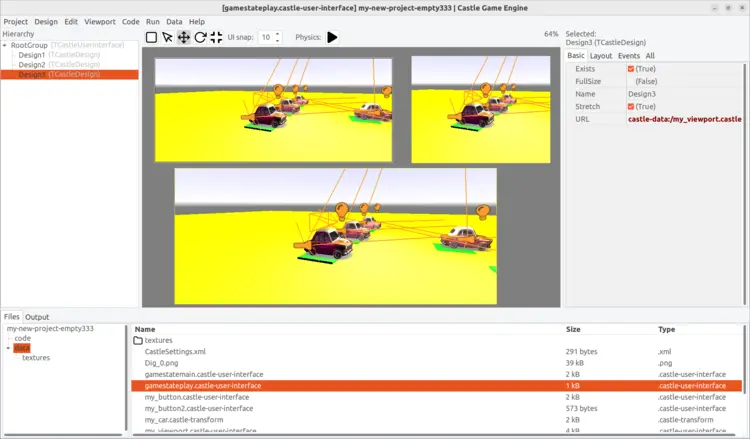 [gamestateplay.castle-user-interface] my-new-project-empty333 | Castle Game Engine
Project Design Edit Viewport Code Run Data Help
Hierarchy
RootGroup (TCastleUserInterface)
Design1 (TCastleDesign)
Design2 (TCastleDesign)
Design3 (TCastleDesign)
UI snap: 10 Physics: 64%
Selected:
Design3 (TCastleDesign)
Basic Layout Events All
Exists (True)
FullSize (False)
Name Design3
Stretch (True)
URL castle-data:/my_viewport.castle
Files Output
my-new-project-empty333
code
data
textures
Name Size Type
textures
CastleSettings.xml 291 bytes .xml
Dig_0.png 39 kB .png
gamestatemain.castle-user-interface 2 kB .castle-user-interface
gamestateplay.castle-user-interface 1 kB .castle-user-interface
my_button.castle-user-interface 2 kB .castle-user-interface
my_button2.castle-user-interface 573 bytes .castle-user-interface
my_car.castle-transform 2 kB .castle-transform
my_viewport.castle-user-interface 4 kB .castle-user-interface